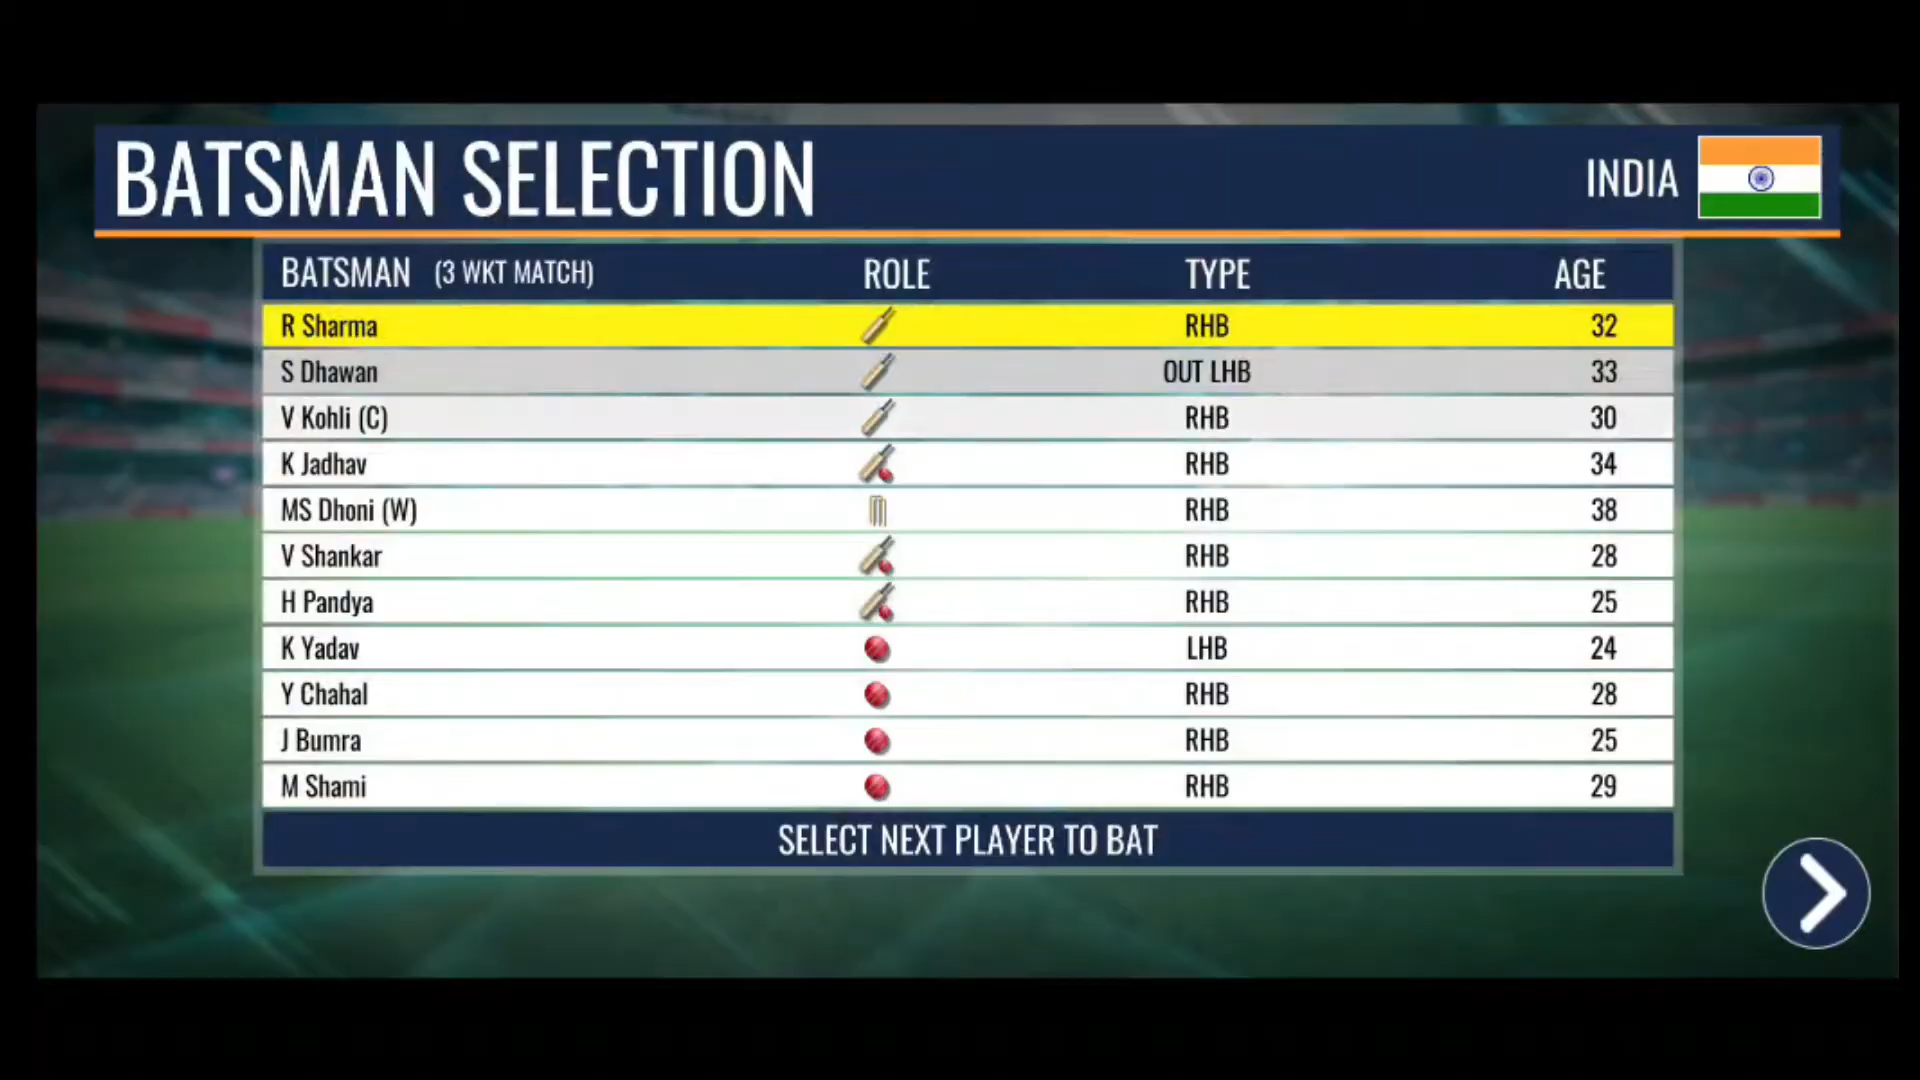 BATSMAN SELECTION INDIA
BATSMAN (3 WKT MATCH) ROLE TYPE AGE
R Sharma RHB 32
S Dhawan OUT LHB 33
V Kohli (C) RHB 30
K Jadhav RHB 34
MS Dhoni (W) RHB 38
V Shankar RHB 28
H Pandya RHB 25
K Yadav LHB 24
Y Chahal RHB 28
J Bumra RHB 25
M Shami RHB 29
SELECT NEXT PLAYER TO BAT